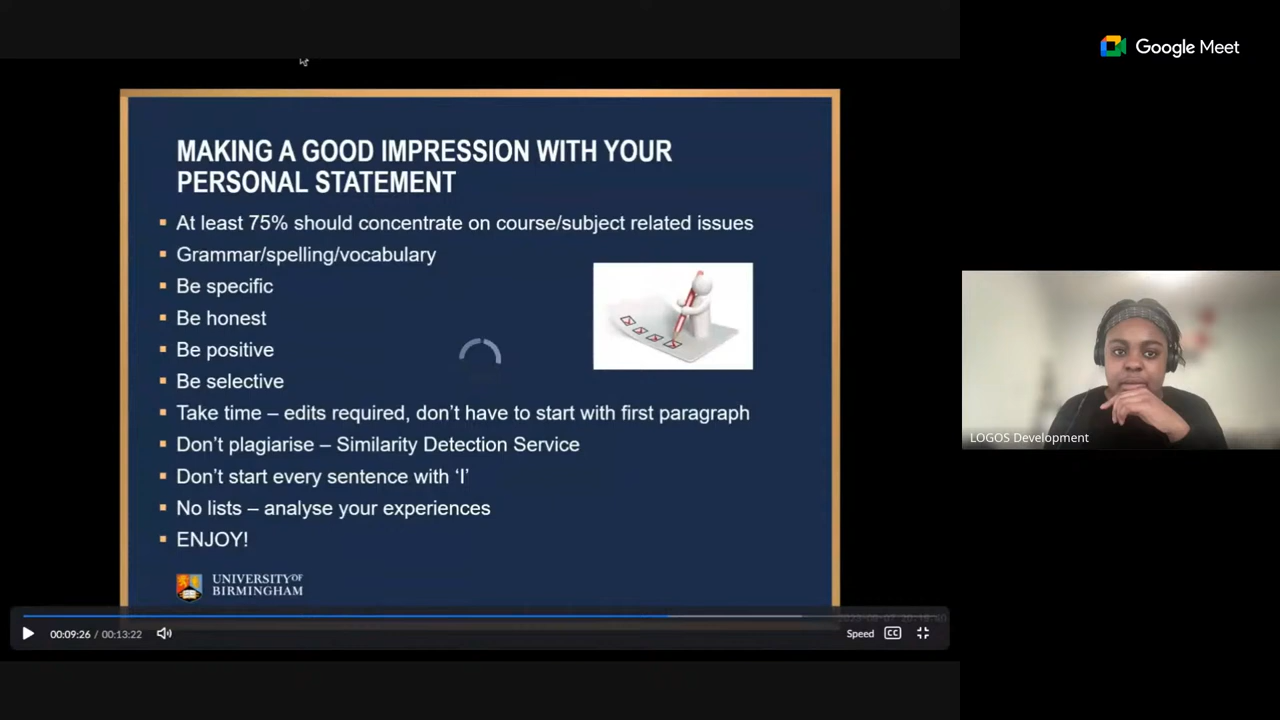 Google Meet
MAKING A GOOD IMPRESSION WITH YOUR
PERSONAL STATEMENT
At least 75% should concentrate on course/subject related issues
Grammar/spelling/vocabulary
Be specific
Be honest
Be positive
Be selective
Take time – edits required, don't have to start with first paragraph
Don't plagiarise – Similarity Detection Service
Don't start every sentence with 'I'
No lists – analyse your experiences
ENJOY!
UNIVERSITY OF
BIRMINGHAM
00:09:26 / 00:13:22
Speed
CC
LOGOS Development